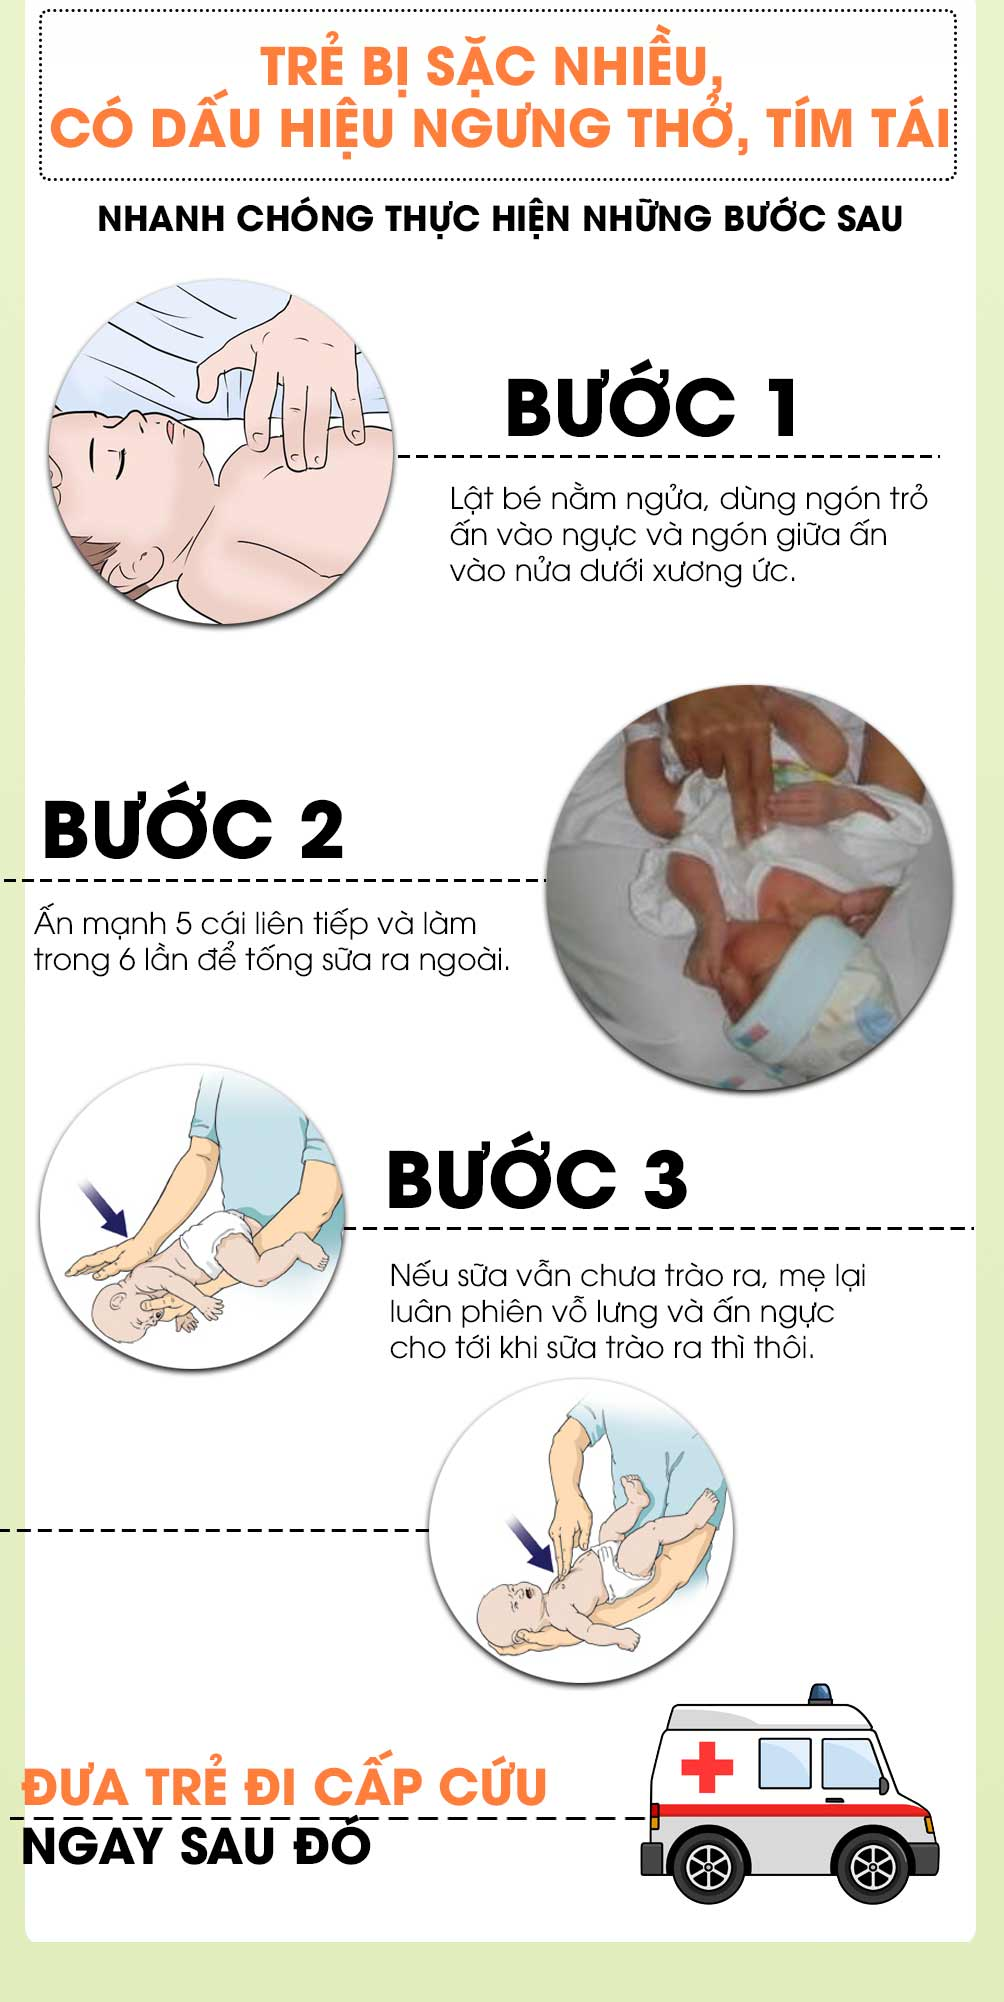 TRẺ BỊ SẶC NHIỀU,
CÓ DẤU HIỆU NGƯNG THỞ, TÍM TÁI
NHANH CHÓNG THỰC HIỆN NHỮNG BƯỚC SAU
BƯỚC 1
Lật bé nằm ngửa, dùng ngón trỏ
ấn vào ngực và ngón giữa ấn
vào nửa dưới xương ức.
BƯỚC 2
Ấn mạnh 5 cái liên tiếp và làm
trong 6 lần để tống sữa ra ngoài.
BƯỚC 3
Nếu sữa vẫn chưa trào ra, mẹ lại
luân phiên vỗ lưng và ấn ngực
cho tới khi sữa trào ra thì thôi.
ĐƯA TRẺ ĐI CẤP CỨU
NGAY SAU ĐÓ